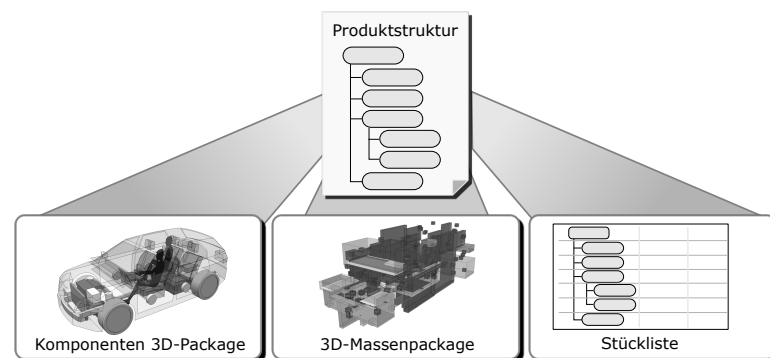 Produktstruktur
Komponenten 3D-Package
3D-Massenpackage
Stückliste